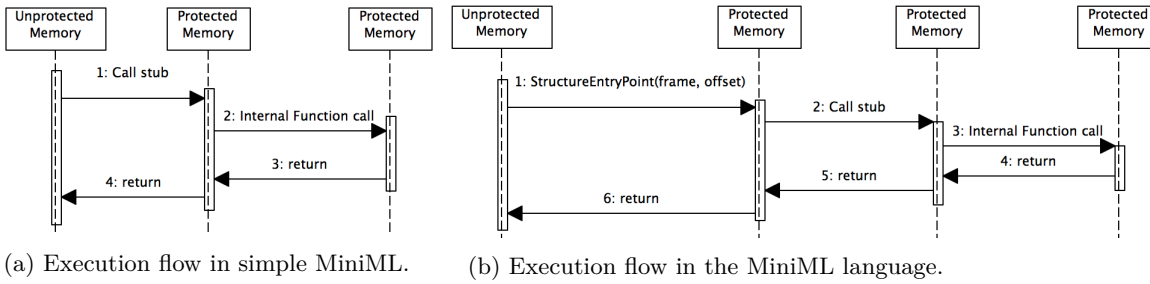 Unprotected
Memory
Protected
Memory
Protected
Memory
1: Call stub
2: Internal Function call
3: return
4: return
(a) Execution flow in simple MiniML.
Unprotected
Memory
Protected
Memory
Protected
Memory
Protected
Memory
1: StructureEntryPoint(frame, offset)
2: Call stub
3: Internal Function call
4: return
5: return
6: return
(b) Execution flow in the MiniML language.